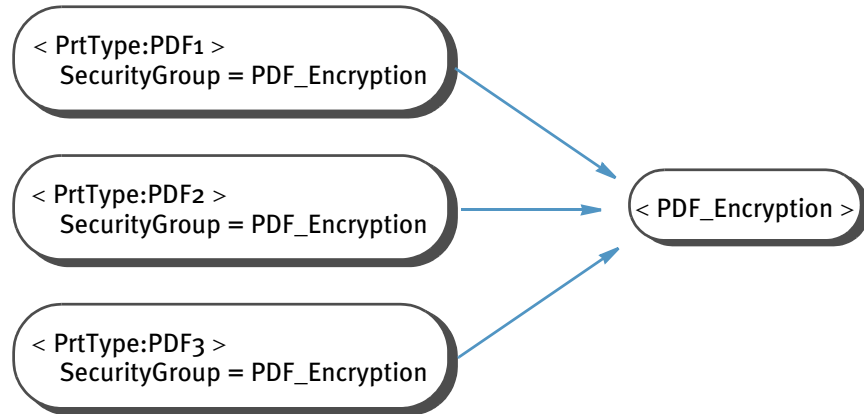 < PrtType:PDF1 >
SecurityGroup = PDF_Encryption
< PrtType:PDF2 >
SecurityGroup = PDF_Encryption
< PDF_Encryption >
< PrtType:PDF3 >
SecurityGroup = PDF_Encryption